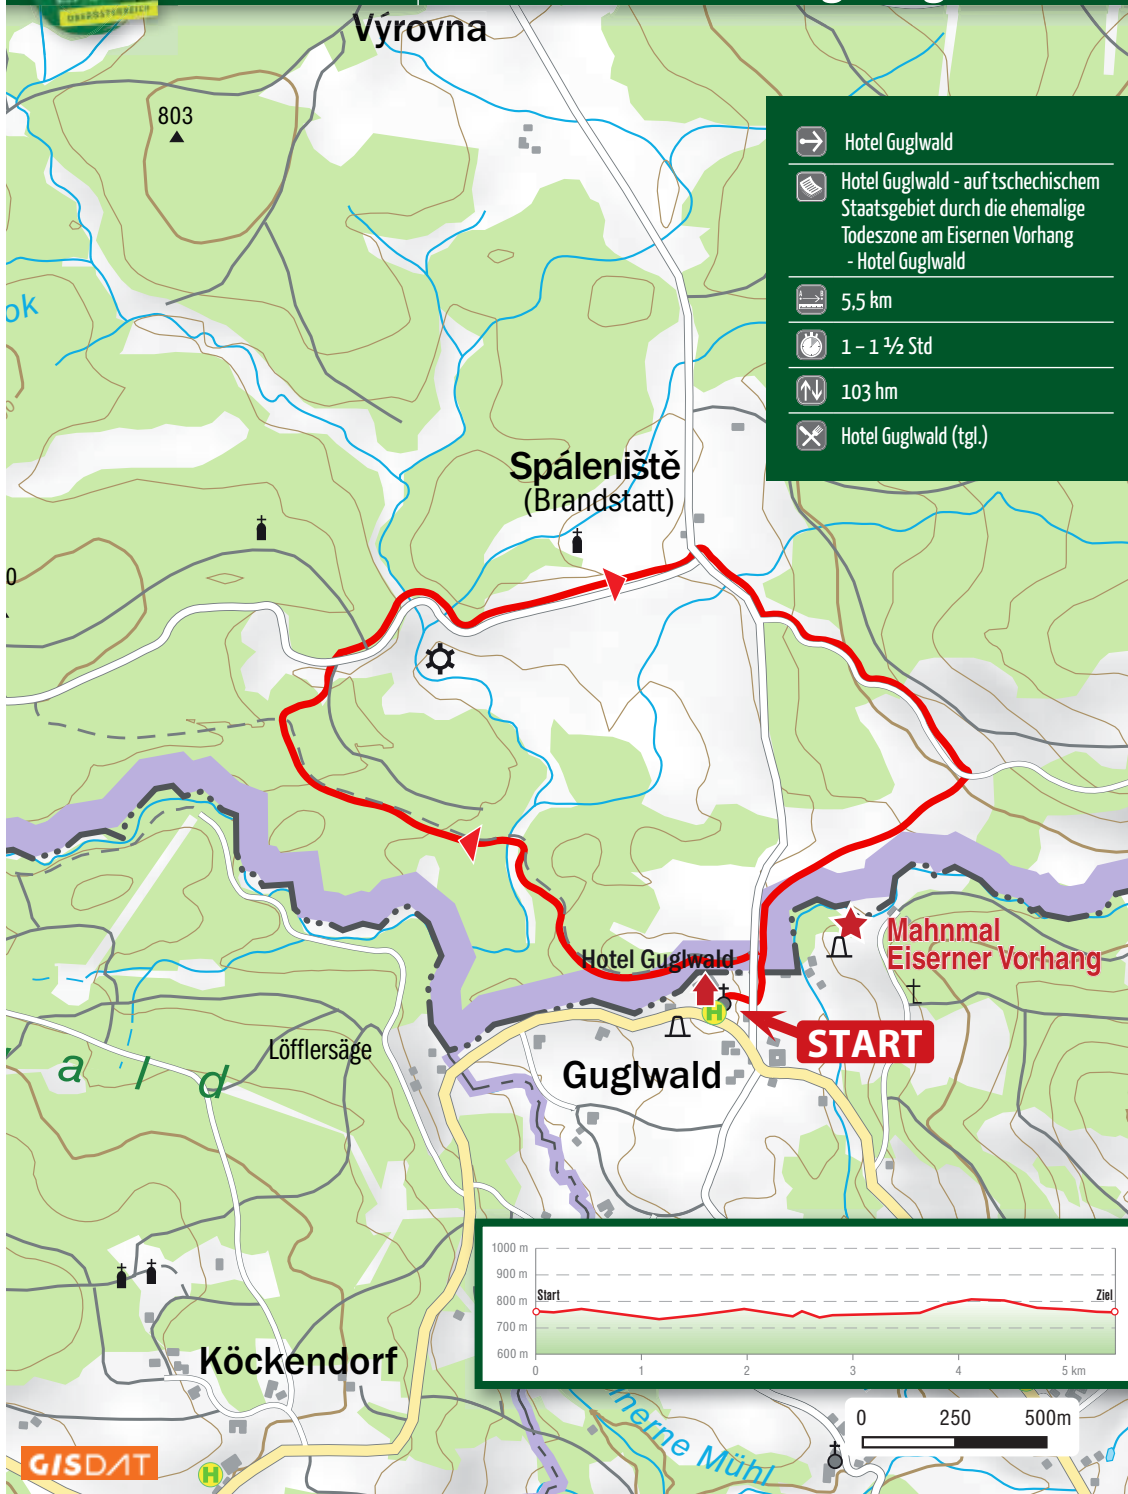 OBERÖSTERREICH
Výrovna
803
Hotel Guglwald
Hotel Guglwald - auf tschechischem
Staatsgebiet durch die ehemalige
Todeszone am Eisernen Vorhang
- Hotel Guglwald
5,5 km
1 – 1 ½ Std
103 hm
Hotel Guglwald (tgl.)
ok
Spáleniště
(Brandstatt)
0
Mahnmal
Eiserner Vorhang
Hotel Guglwald
H
START
Löfflersäge
Guglwald
a l d
1000 m
900 m
800 m
700 m
600 m
Start
Ziel
0 1 2 3 4 5 km
Köckendorf
nerne Mühl
0 250 500m
GISDAT
H